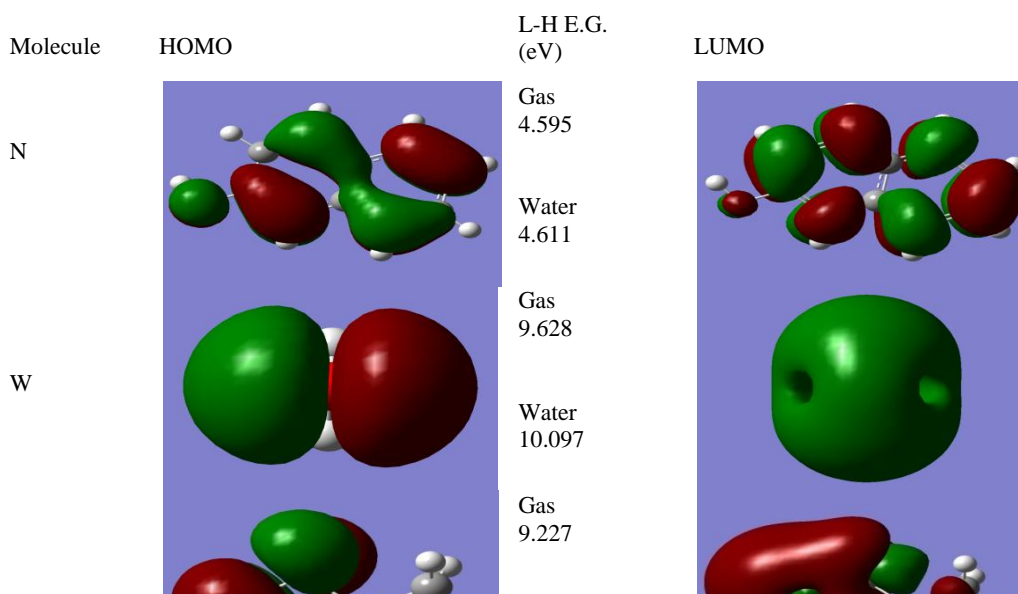 Molecule HOMO L-H E.G. (eV) LUMO
N
Gas
4.595
Water
4.611
W
Gas
9.628
Water
10.097
Gas
9.227